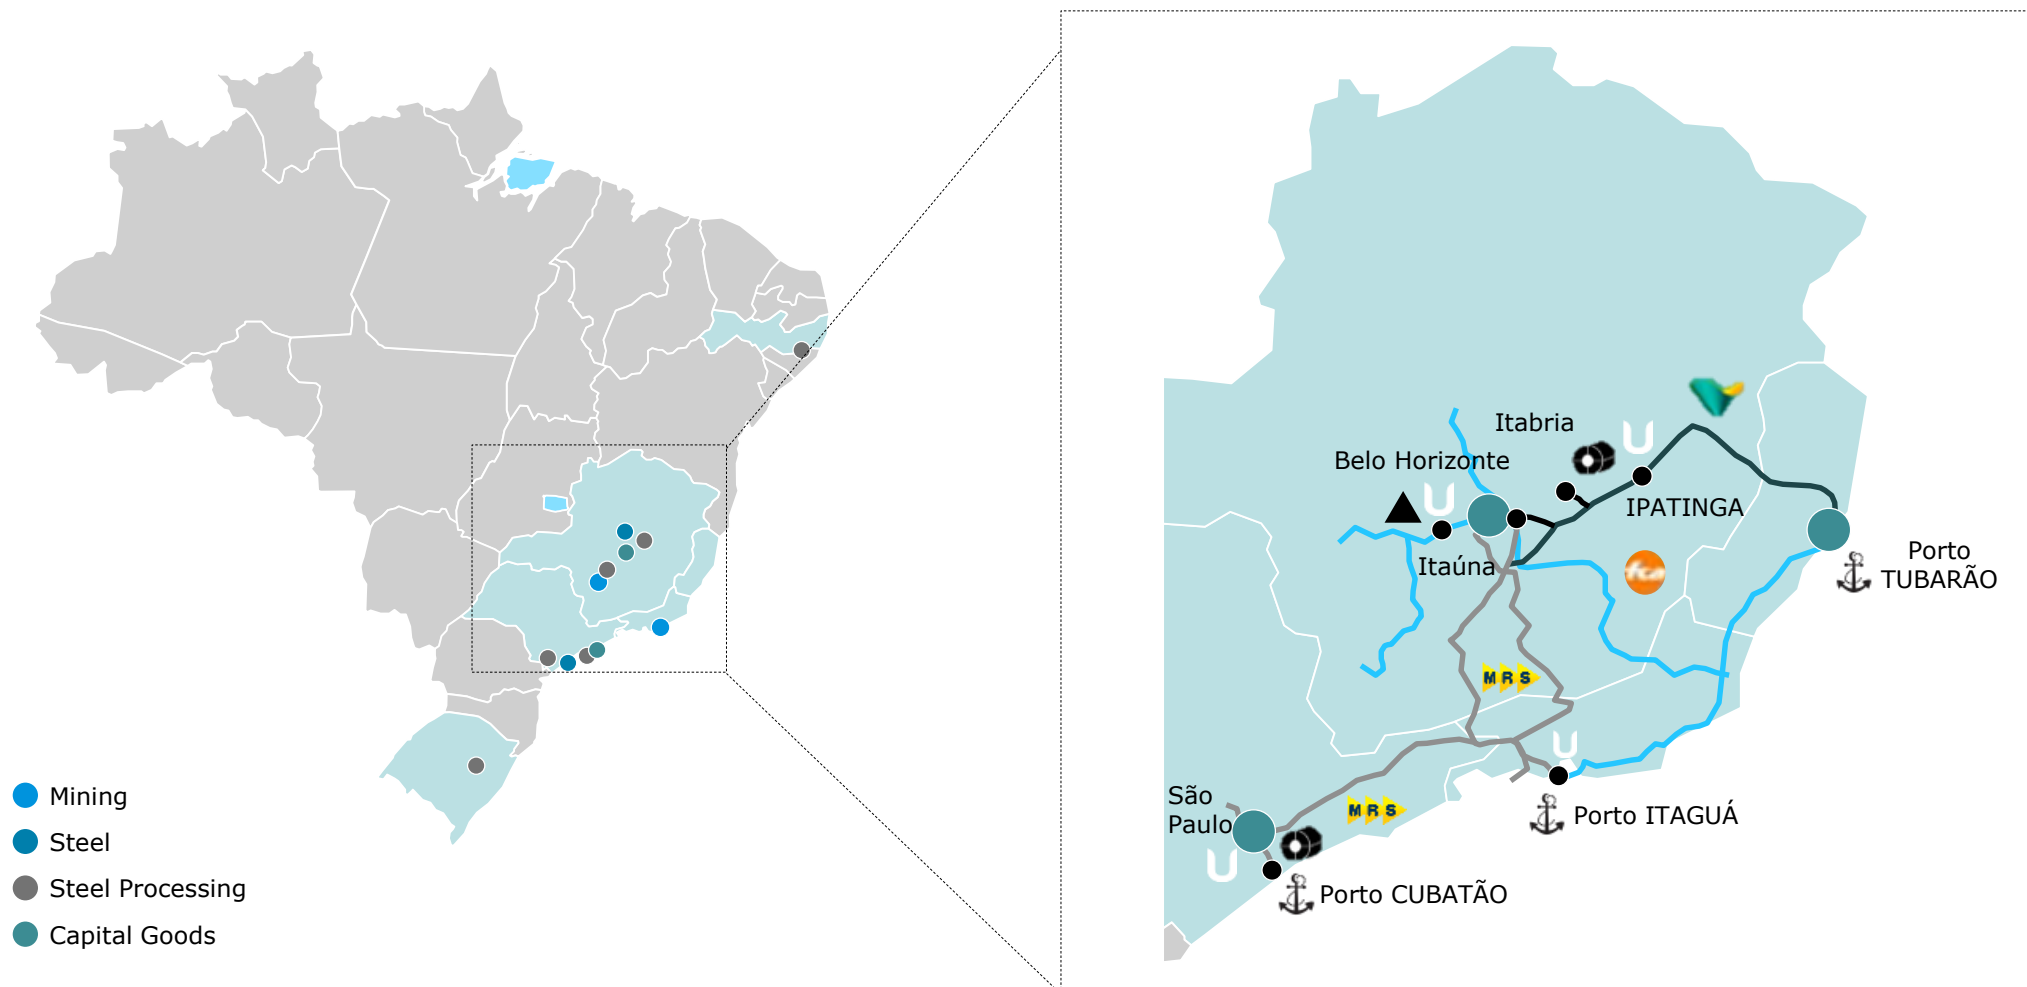 Mining
Steel
Steel Processing
Capital Goods
Itabria
Belo Horizonte
IPATINGA
Itaúna
fca
Porto
TUBARÃO
MRS
São
Paulo
MRS
Porto ITAGUÁ
Porto CUBATÃO